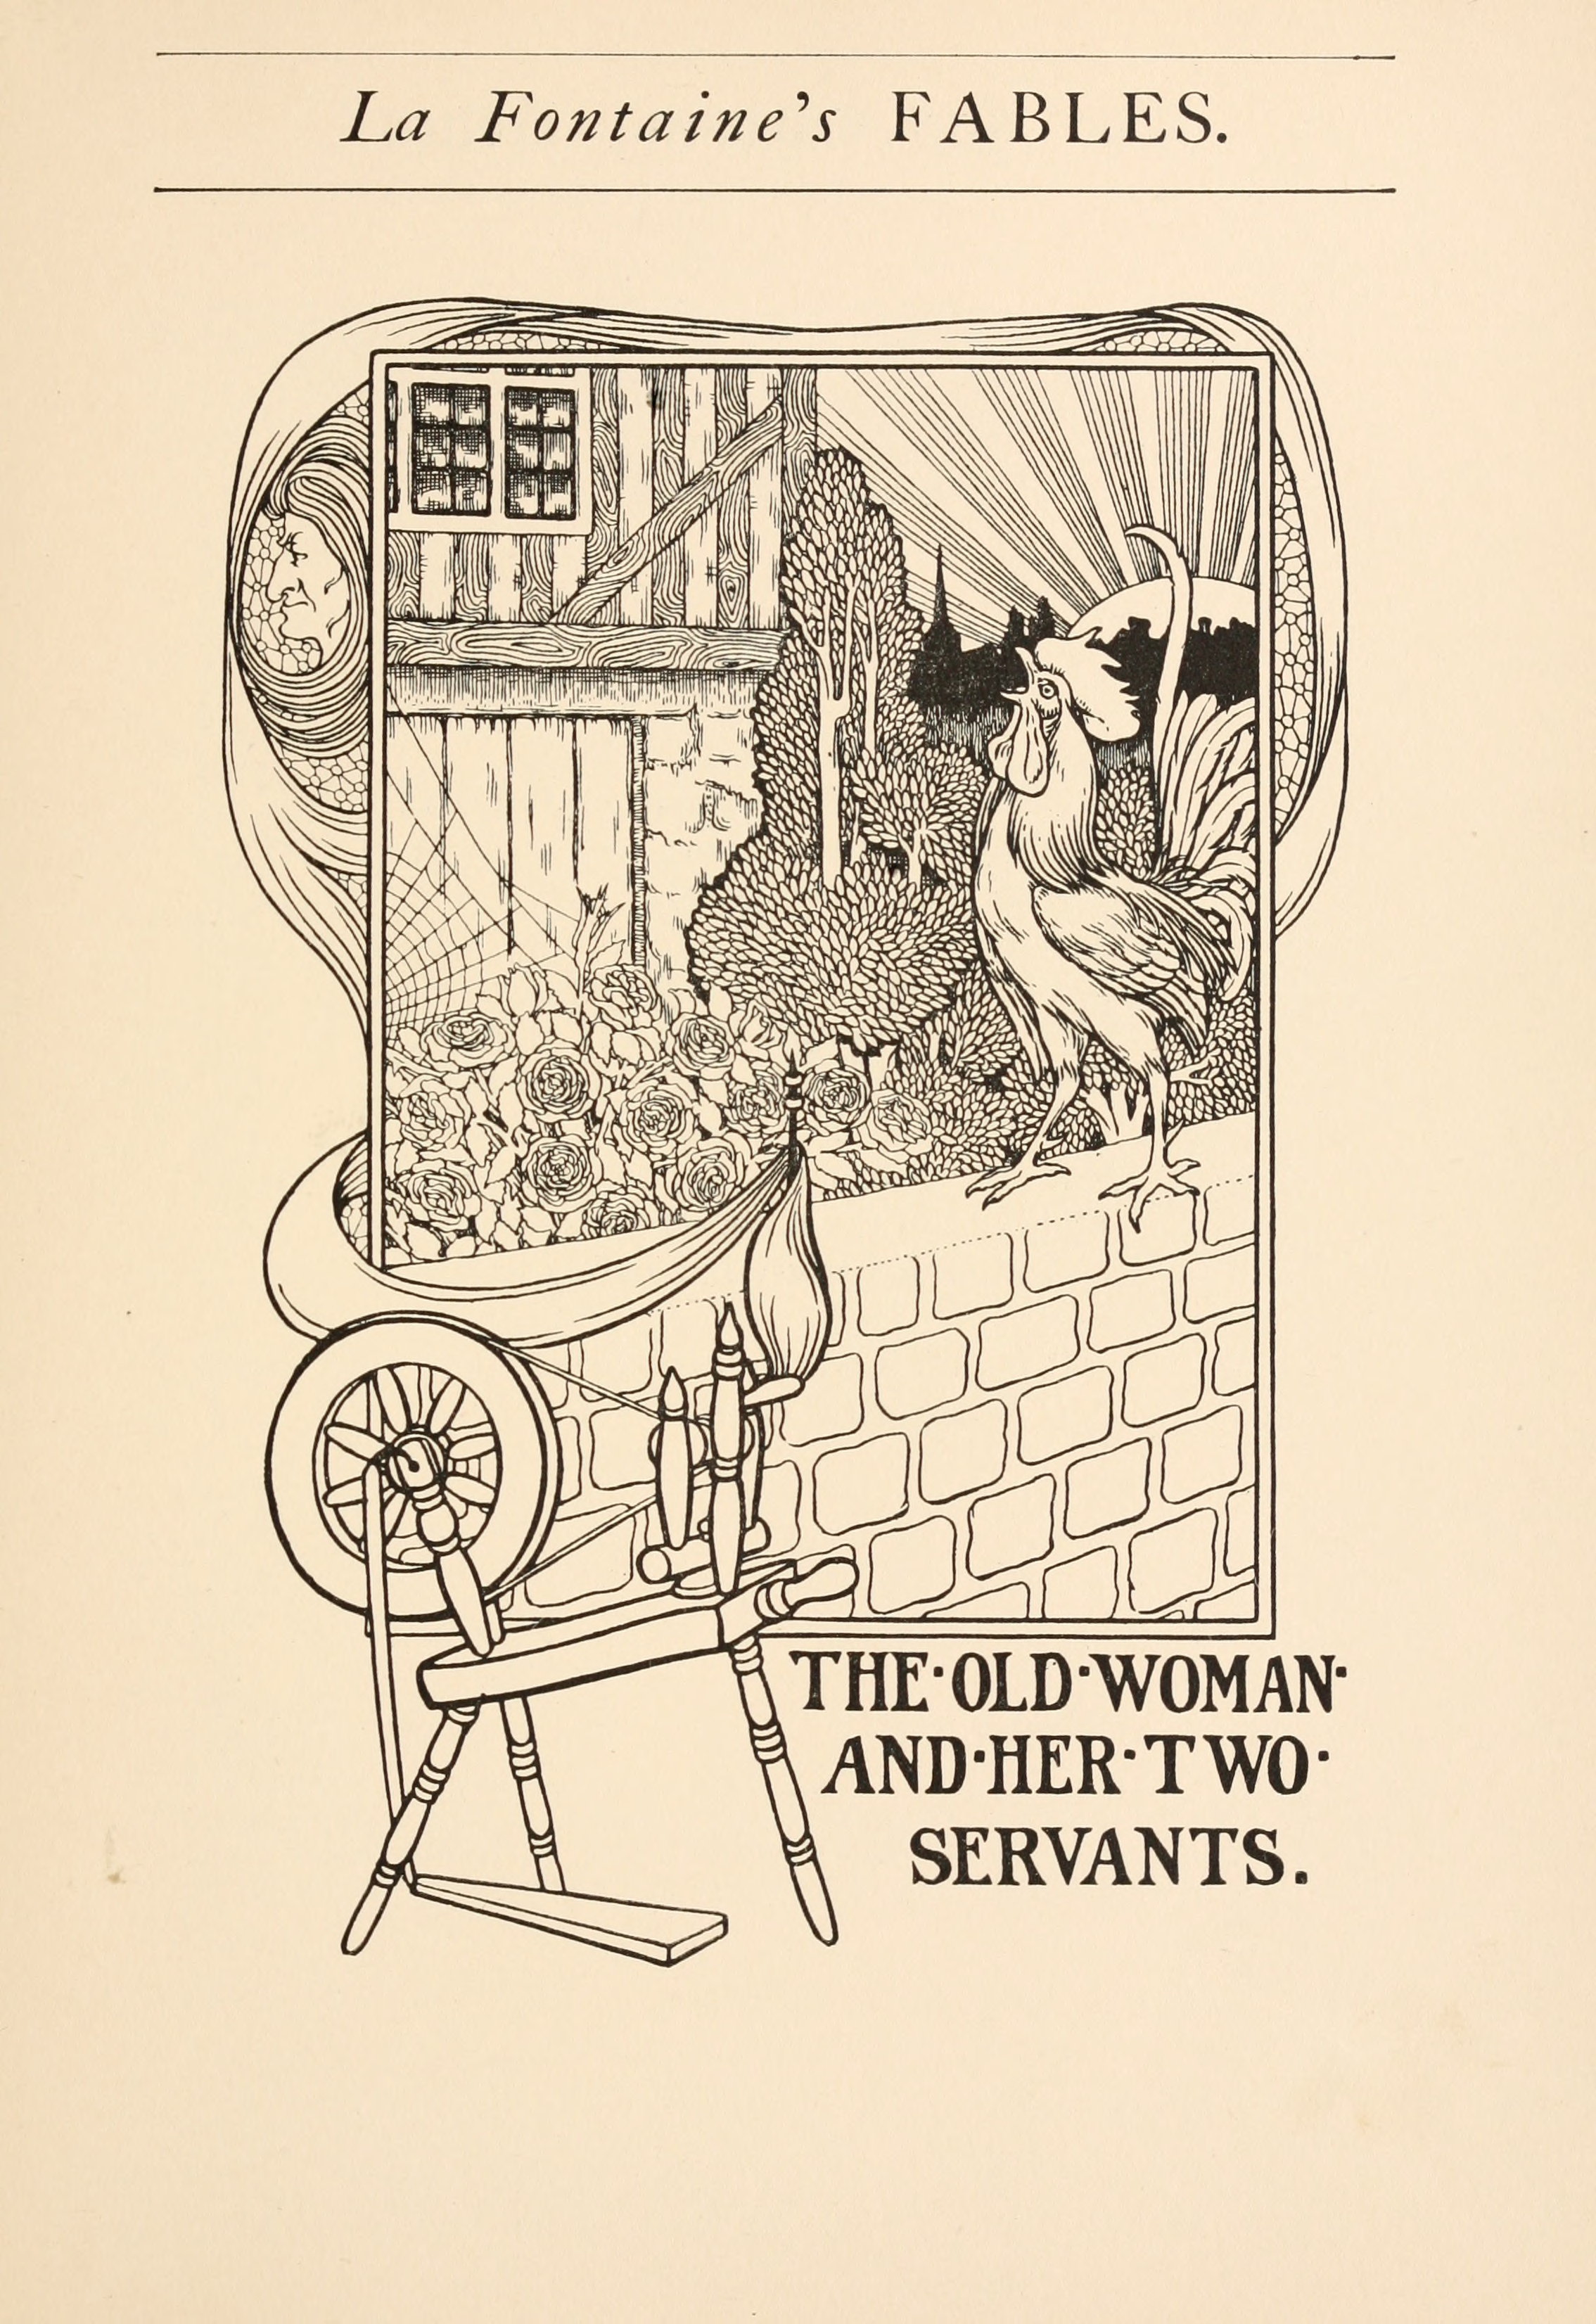 La Fontaine's FABLES.
THE·OLD·WOMAN·
AND·HER·TWO·
SERVANTS.